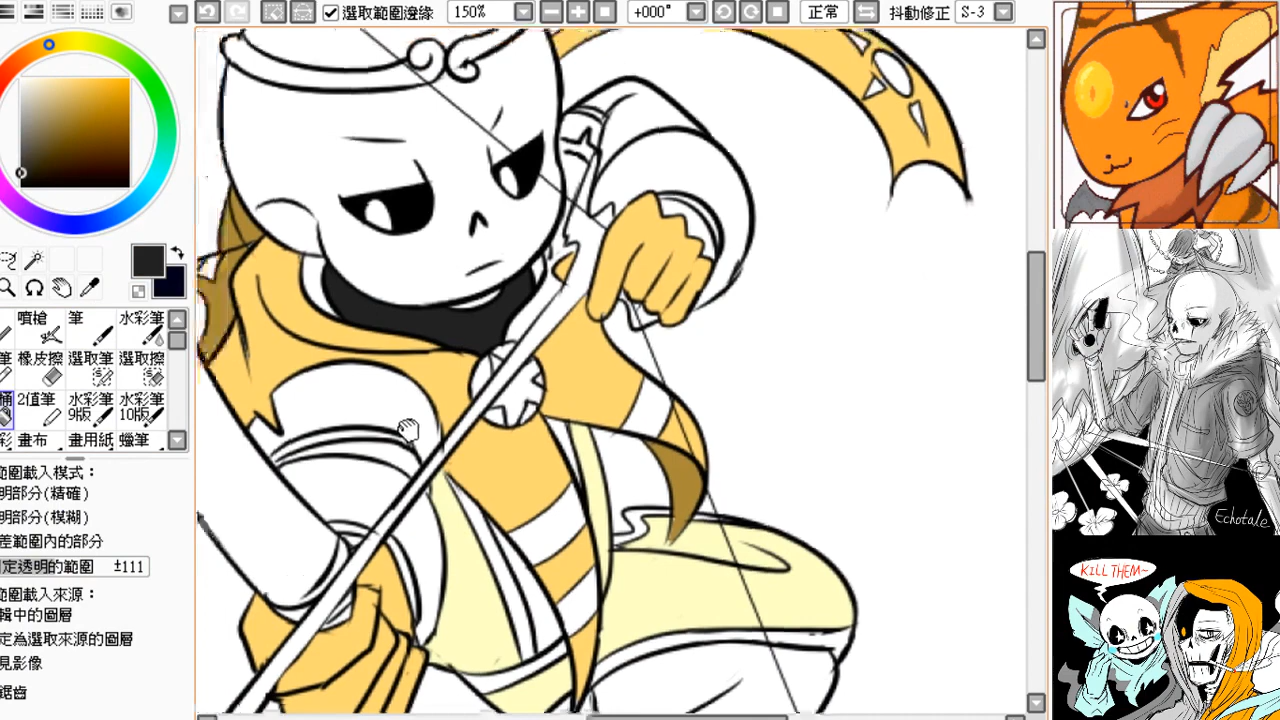 選取範圍邊緣 150% +000° 正常 抖動修正 S-3
噴槍 筆 水彩筆
筆 橡皮擦 選取筆 選取擦
桶 2值筆 水彩筆 水彩筆
9版 10版
彩 畫布 畫用紙 蠟筆
範圍載入模式：
明部分(精確)
明部分(模糊)
差範圍內的部分
定透明的範圍 ±111
範圍載入來源：
輯中的圖層
定為選取來源的圖層
見影像
鋸齒
Echotale
KILL THEM~